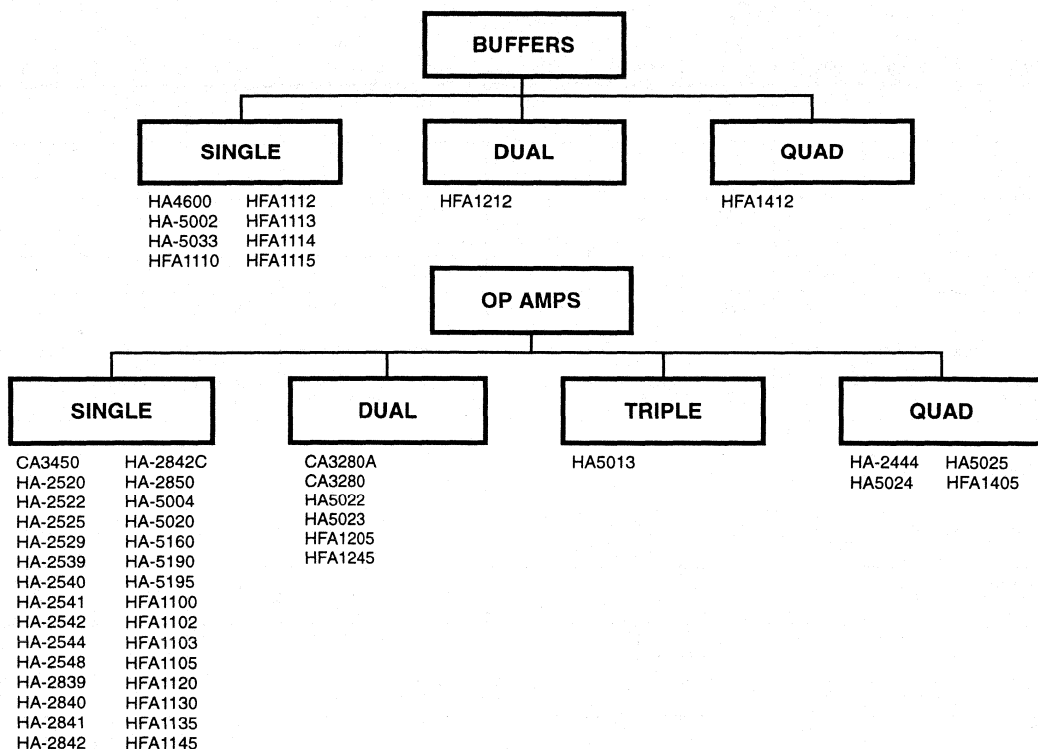 BUFFERS
SINGLE
DUAL
QUAD
HA4600 HFA1112
HA-5002 HFA1113
HA-5033 HFA1114
HFA1110 HFA1115
HFA1212
HFA1412
OP AMPS
SINGLE
DUAL
TRIPLE
QUAD
CA3450 HA-2842C
HA-2520 HA-2850
HA-2522 HA-5004
HA-2525 HA-5020
HA-2529 HA-5160
HA-2539 HA-5190
HA-2540 HA-5195
HA-2541 HFA1100
HA-2542 HFA1102
HA-2544 HFA1103
HA-2548 HFA1105
HA-2839 HFA1120
HA-2840 HFA1130
HA-2841 HFA1135
HA-2842 HFA1145
CA3280A
CA3280
HA5022
HA5023
HFA1205
HFA1245
HA5013
HA-2444 HA5025
HA5024 HFA1405